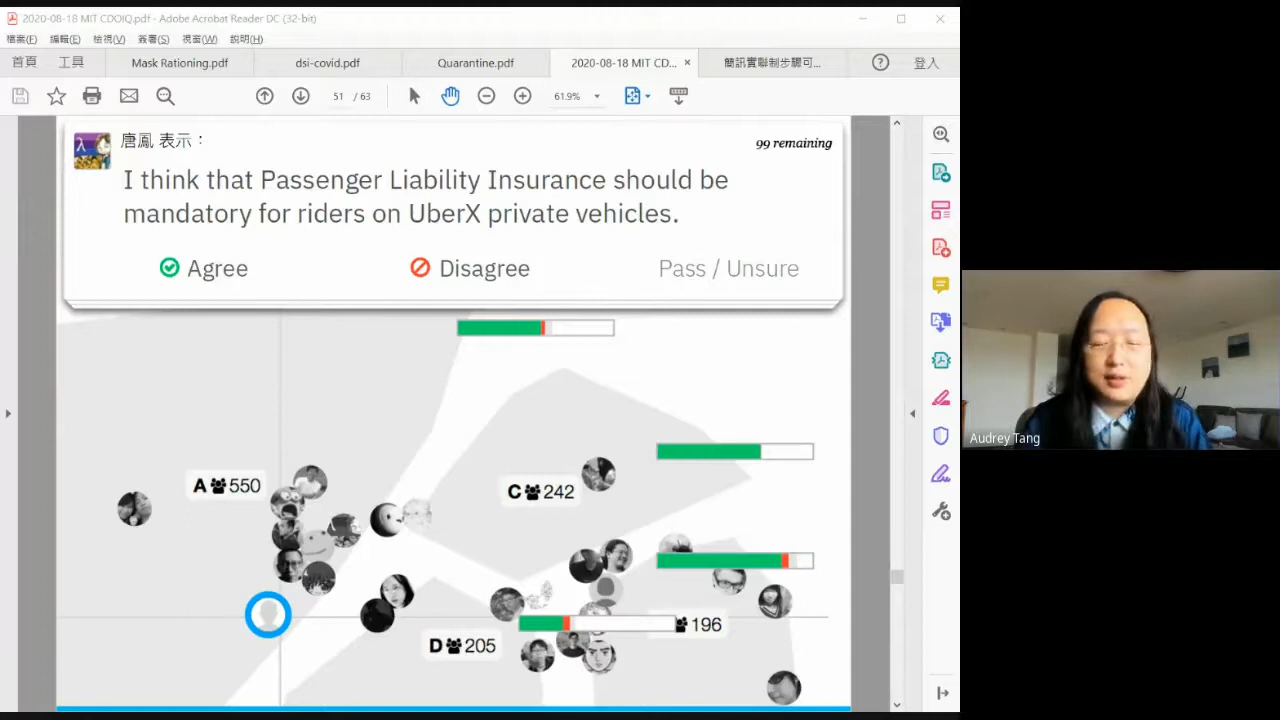 2020-08-18 MIT CDOIQ.pdf - Adobe Acrobat Reader DC (32-bit)
檔案(F) 編輯(E) 檢視(V) 簽署(S) 視窗(W) 說明(H)
首頁 工具 Mask Rationing.pdf dsi-covid.pdf Quarantine.pdf 2020-08-18 MIT CD... × 簡訊實聯制步驟可... 登入
51 / 63 61.9%
唐鳳 表示：
99 remaining
I think that Passenger Liability Insurance should be
mandatory for riders on UberX private vehicles.
Agree Disagree Pass / Unsure
A 550
C 242
196
D 205
Audrey Tang